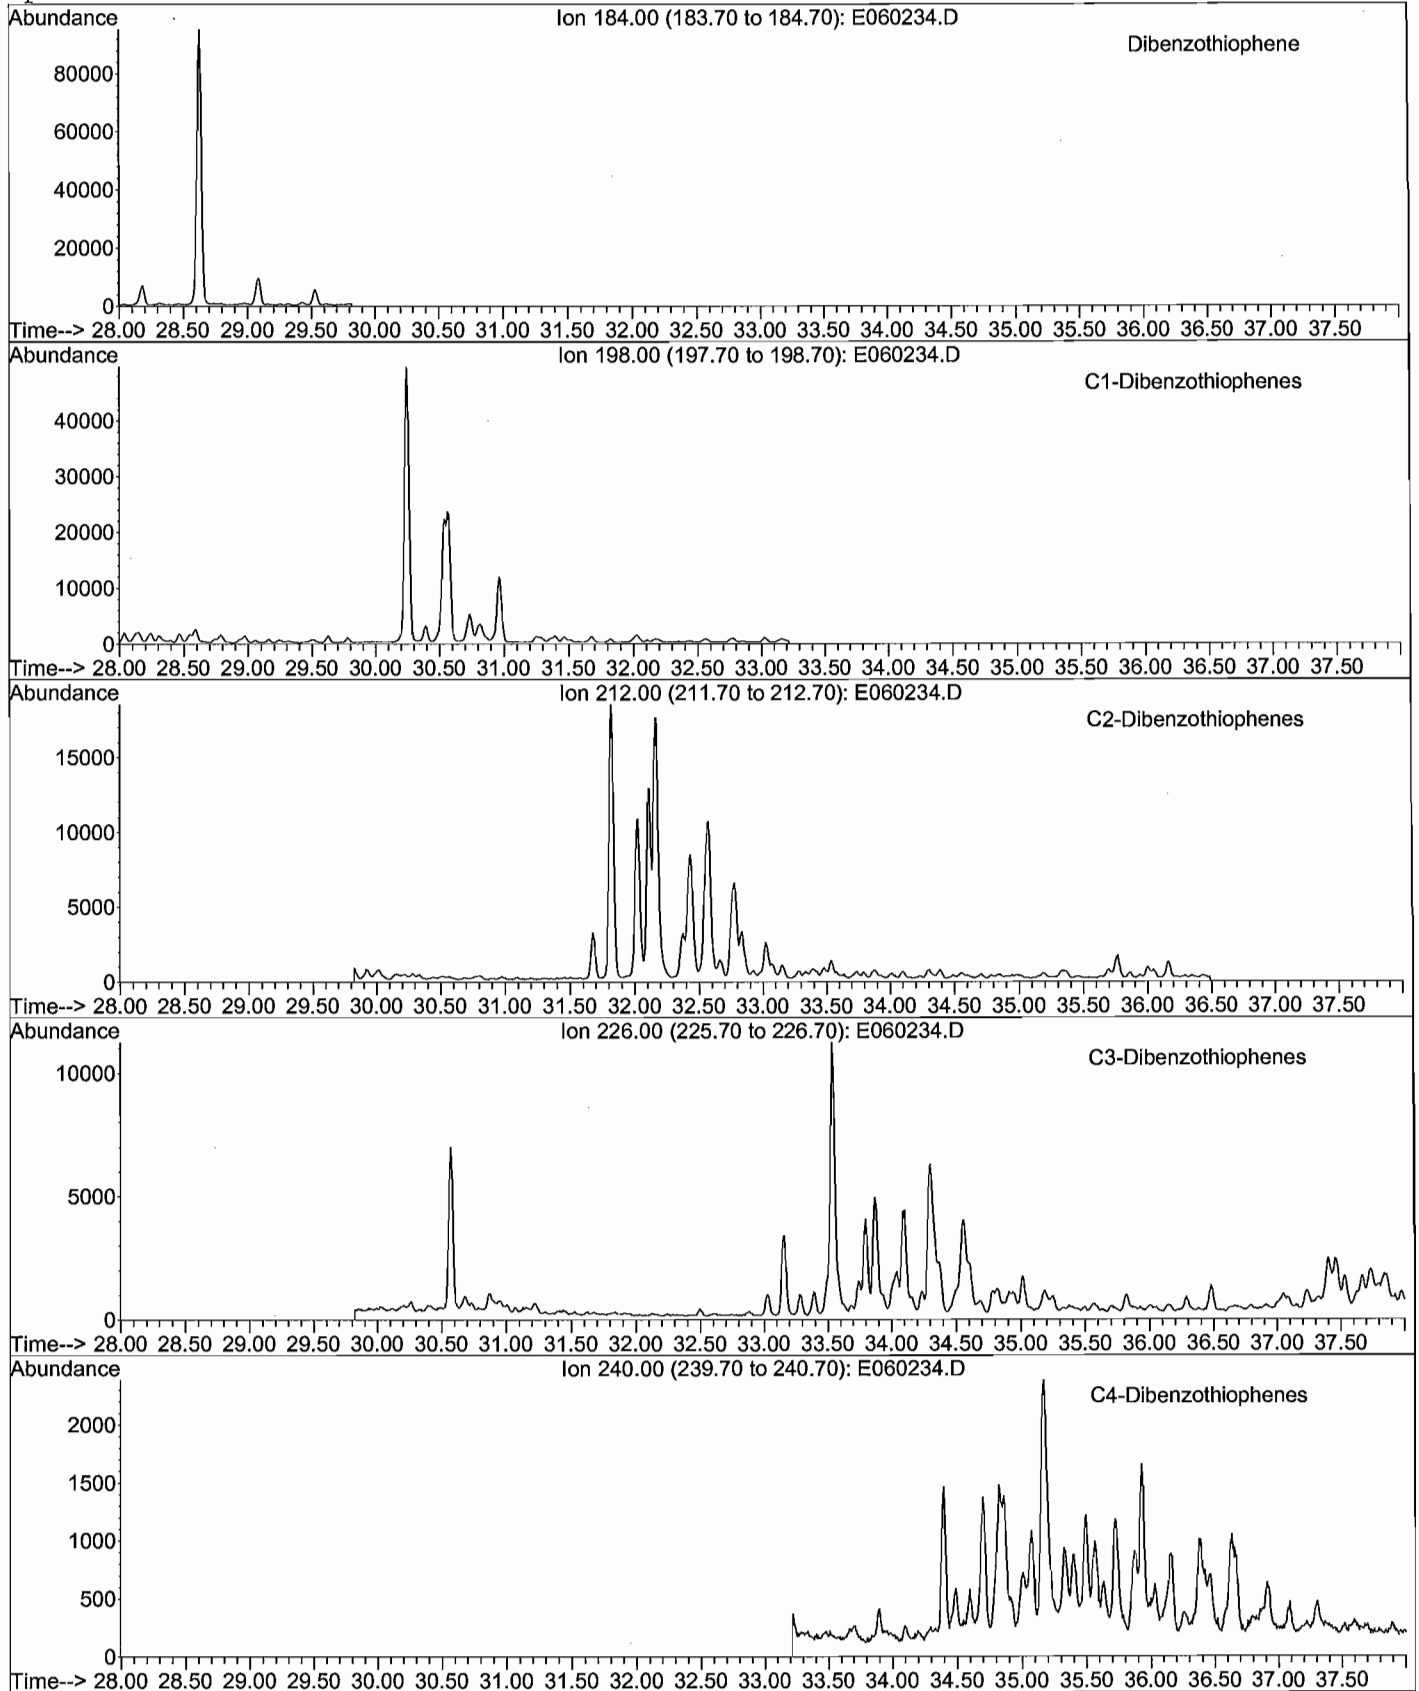 Abundance Ion 184.00 (183.70 to 184.70): E060234.D
Dibenzothiophene
80000
60000
40000
20000
0
Time--> 28.00 28.50 29.00 29.50 30.00 30.50 31.00 31.50 32.00 32.50 33.00 33.50 34.00 34.50 35.00 35.50 36.00 36.50 37.00 37.50
Abundance Ion 198.00 (197.70 to 198.70): E060234.D
C1-Dibenzothiophenes
40000
30000
20000
10000
0
Time--> 28.00 28.50 29.00 29.50 30.00 30.50 31.00 31.50 32.00 32.50 33.00 33.50 34.00 34.50 35.00 35.50 36.00 36.50 37.00 37.50
Abundance Ion 212.00 (211.70 to 212.70): E060234.D
C2-Dibenzothiophenes
15000
10000
5000
0
Time--> 28.00 28.50 29.00 29.50 30.00 30.50 31.00 31.50 32.00 32.50 33.00 33.50 34.00 34.50 35.00 35.50 36.00 36.50 37.00 37.50
Abundance Ion 226.00 (225.70 to 226.70): E060234.D
C3-Dibenzothiophenes
10000
5000
0
Time--> 28.00 28.50 29.00 29.50 30.00 30.50 31.00 31.50 32.00 32.50 33.00 33.50 34.00 34.50 35.00 35.50 36.00 36.50 37.00 37.50
Abundance Ion 240.00 (239.70 to 240.70): E060234.D
C4-Dibenzothiophenes
2000
1500
1000
500
0
Time--> 28.00 28.50 29.00 29.50 30.00 30.50 31.00 31.50 32.00 32.50 33.00 33.50 34.00 34.50 35.00 35.50 36.00 36.50 37.00 37.50